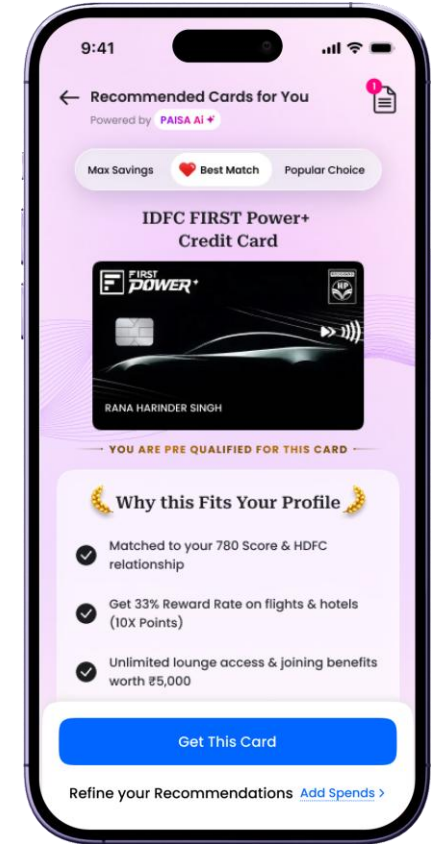 9:41
Recommended Cards for You
1
Powered by PAISA Ai
Max Savings
Best Match
Popular Choice
IDFC FIRST Power+
Credit Card
FIRST
POWER+
HP
RANA HARINDER SINGH
YOU ARE PRE QUALIFIED FOR THIS CARD
Why this Fits Your Profile
Matched to your 780 Score & HDFC
relationship
Get 33% Reward Rate on flights & hotels
(10X Points)
Unlimited lounge access & joining benefits
worth ₹5,000
Get This Card
Refine your Recommendations Add Spends >